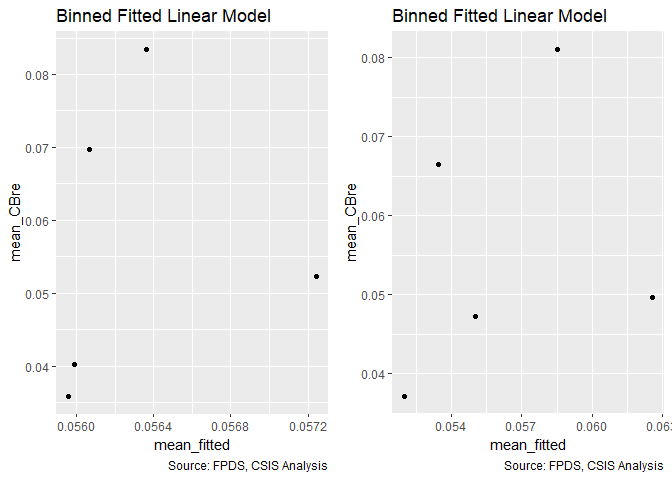 Binned Fitted Linear Model
0.08
0.07
0.06
0.05
0.04
mean_CBre
0.0560 0.0564 0.0568 0.0572
mean_fitted
Source: FPDS, CSIS Analysis
Binned Fitted Linear Model
0.08
0.07
0.06
0.05
0.04
mean_CBre
0.054 0.057 0.060 0.063
mean_fitted
Source: FPDS, CSIS Analysis